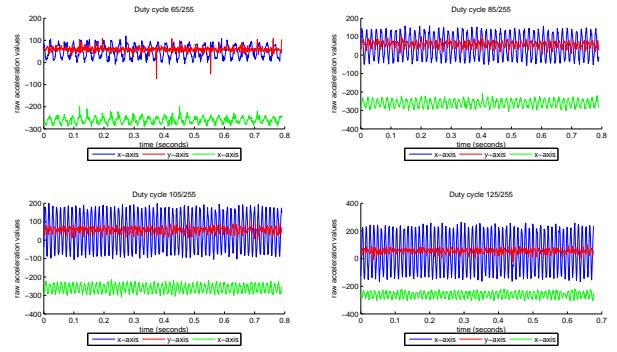 Duty cycle 65/255
200
100
0
−100
−200
−300
raw acceleration values
0 0.1 0.2 0.3 0.4 0.5 0.6 0.7 0.8
time (seconds)
x−axis y−axis x−axis
Duty cycle 85/255
200
100
0
−100
−200
−300
−400
raw acceleration values
0 0.1 0.2 0.3 0.4 0.5 0.6 0.7 0.8
time (seconds)
x−axis y−axis x−axis
Duty cycle 105/255
200
100
0
−100
−200
−300
−400
raw acceleration values
0 0.1 0.2 0.3 0.4 0.5 0.6 0.7 0.8
time (seconds)
x−axis y−axis x−axis
Duty cycle 125/255
400
200
0
−200
−400
raw acceleration values
0 0.1 0.2 0.3 0.4 0.5 0.6 0.7
time (seconds)
x−axis y−axis x−axis